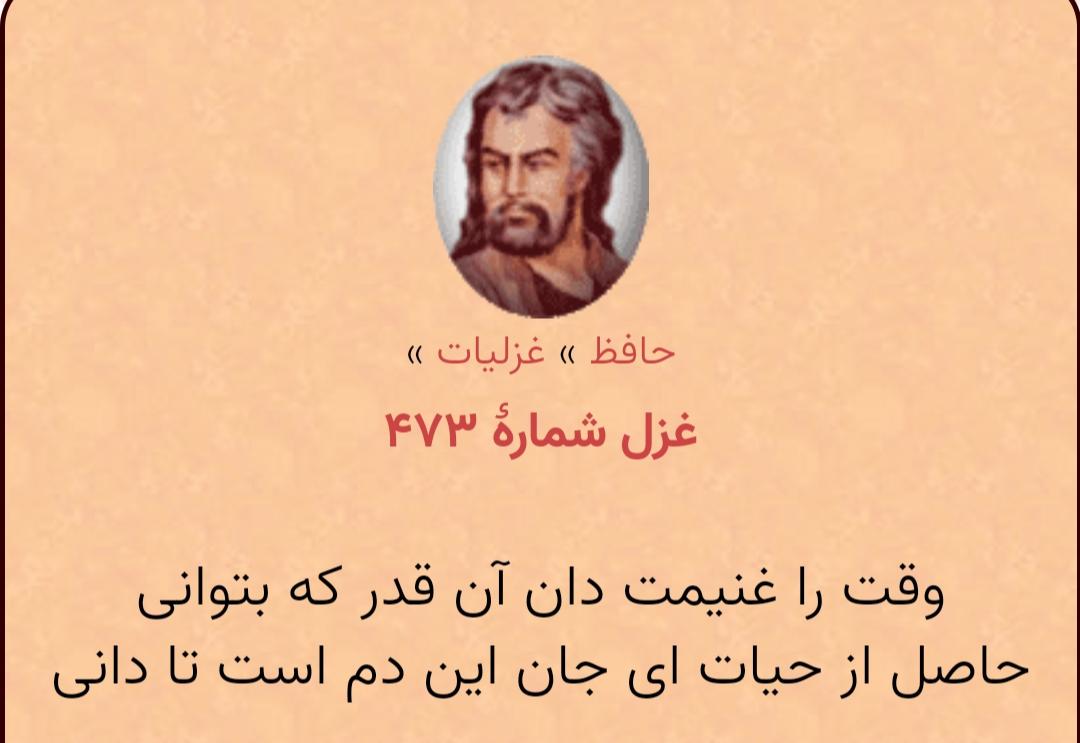 حافظ » غزلیات »
غزل شمارهٔ ۴۷۳
وقت را غنیمت دان آن قدر که بتوانی
حاصل از حیات ای جان این دم است تا دانی